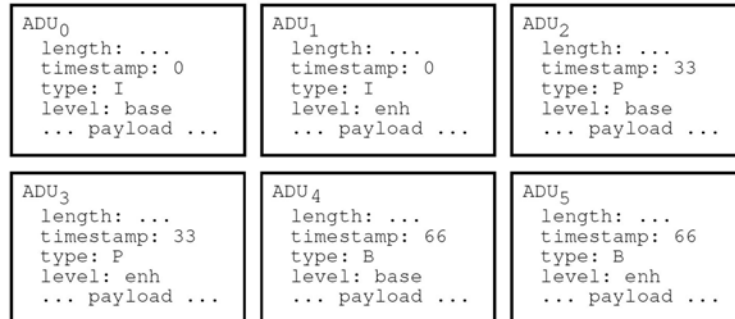 ADU0
length: ...
timestamp: 0
type: I
level: base
... payload ...
ADU1
length: ...
timestamp: 0
type: I
level: enh
... payload ...
ADU2
length: ...
timestamp: 33
type: P
level: base
... payload ...
ADU3
length: ...
timestamp: 33
type: P
level: enh
... payload ...
ADU4
length: ...
timestamp: 66
type: B
level: base
... payload ...
ADU5
length: ...
timestamp: 66
type: B
level: enh
... payload ...